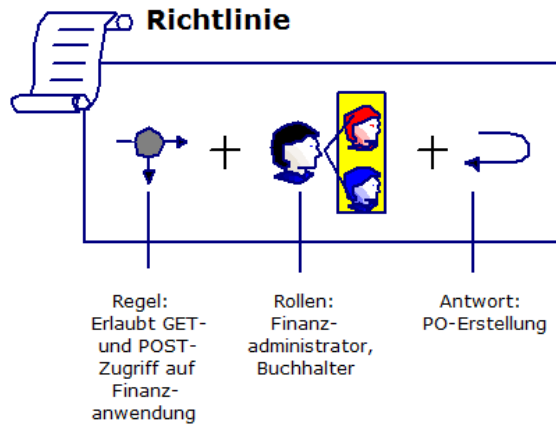 Richtlinie
Regel:
Erlaubt GET-
und POST-
Zugriff auf
Finanz-
anwendung
Rollen:
Finanz-
administrator,
Buchhalter
Antwort:
PO-Erstellung